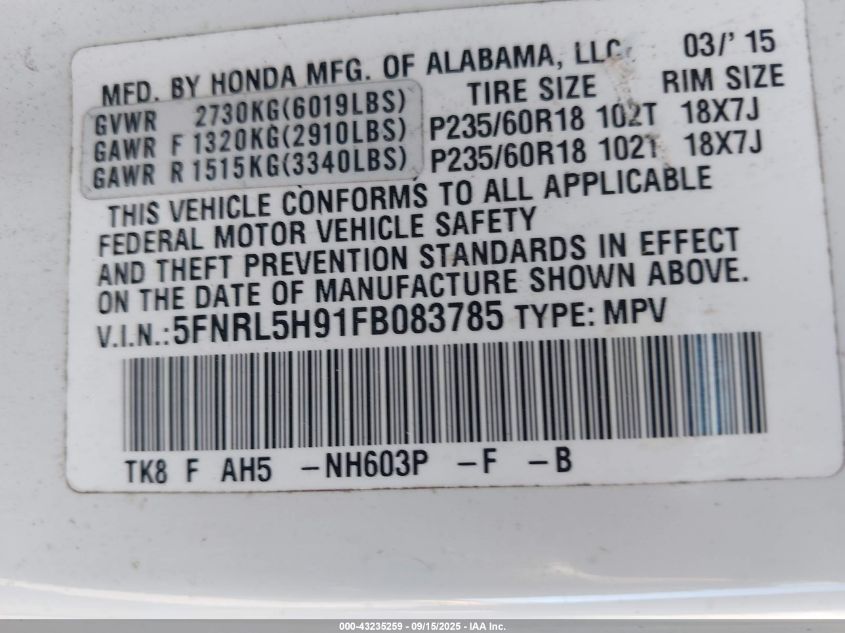 MFD. BY HONDA MFG. OF ALABAMA, LLC. 03/'15
TIRE SIZE RIM SIZE
GVWR 2730KG(6019LBS)
GAWR F 1320KG(2910LBS) P235/60R18 102T 18X7J
GAWR R 1515KG(3340LBS) P235/60R18 102T 18X7J
THIS VEHICLE CONFORMS TO ALL APPLICABLE
FEDERAL MOTOR VEHICLE SAFETY
AND THEFT PREVENTION STANDARDS IN EFFECT
ON THE DATE OF MANUFACTURE SHOWN ABOVE.
V.I.N.:5FNRL5H91FB083785 TYPE: MPV
TK8 F AH5 -NH603P -F -B
000-43235259 - 09/15/2025 - IAA Inc.